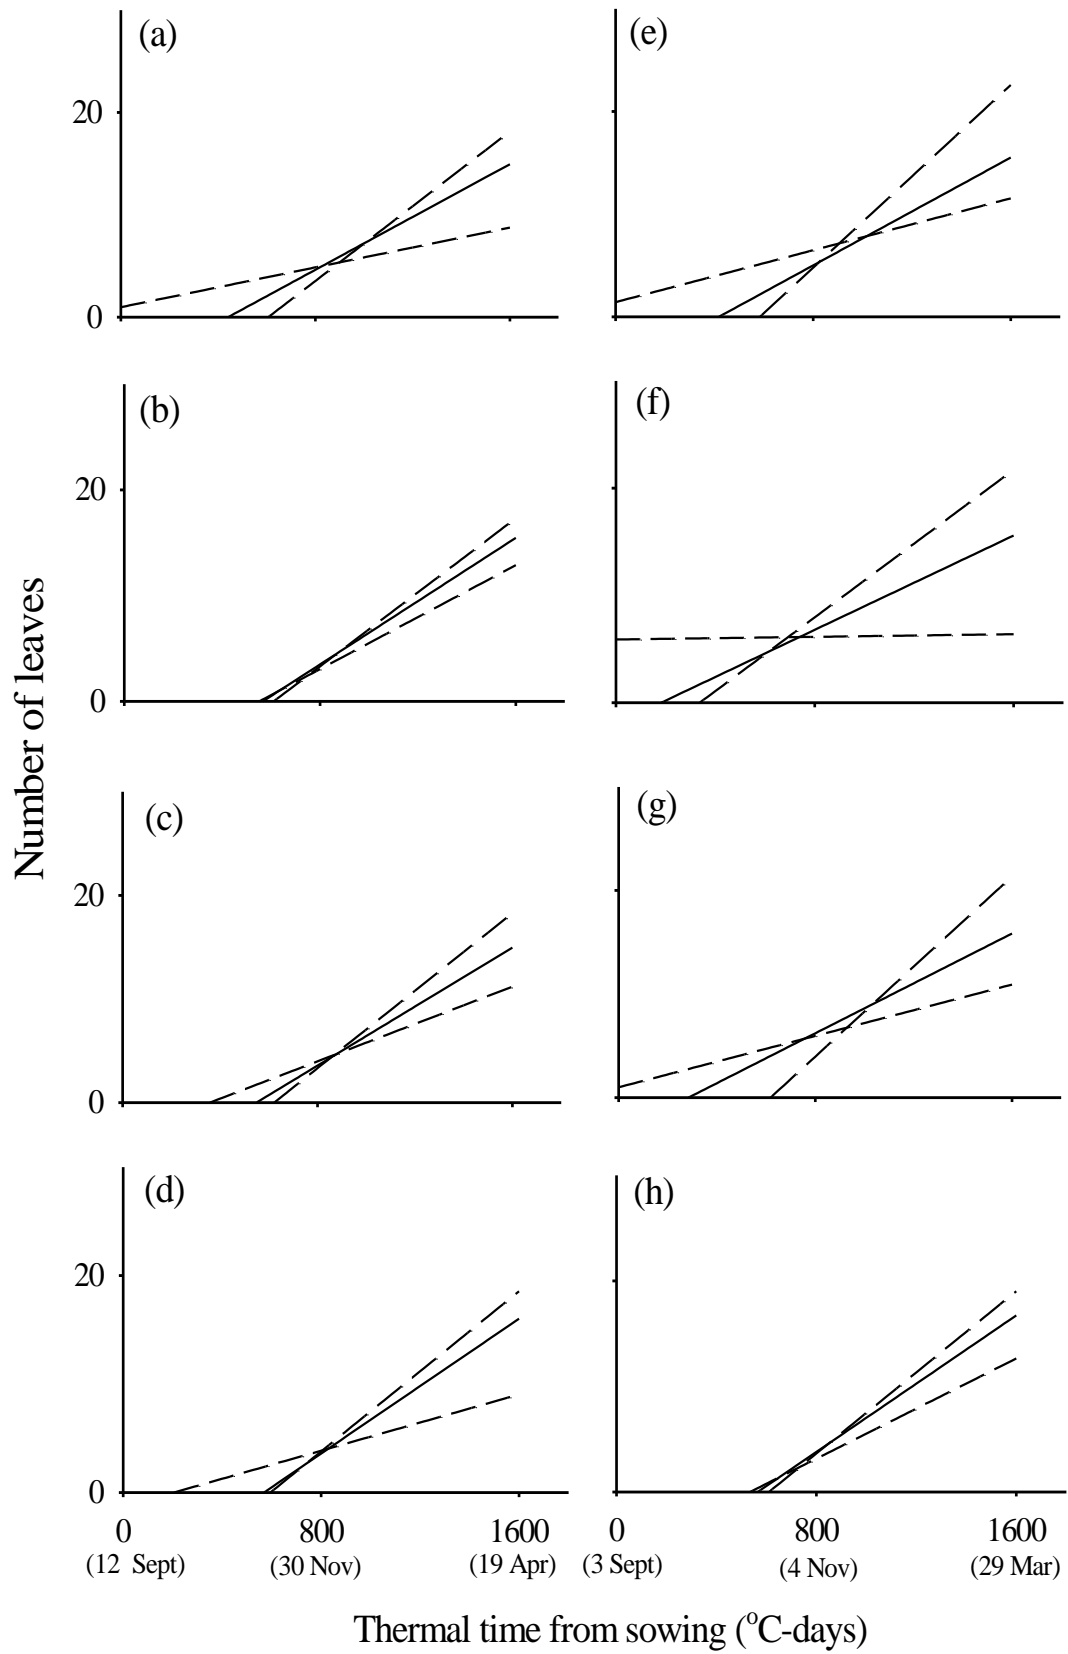 (a)
(e)
20
0
(b)
(f)
20
0
Number of leaves
(c)
(g)
20
0
(d)
(h)
20
0
0 800 1600 0 800 1600
(12 Sept) (30 Nov) (19 Apr) (3 Sept) (4 Nov) (29 Mar)
Thermal time from sowing (°C-days)